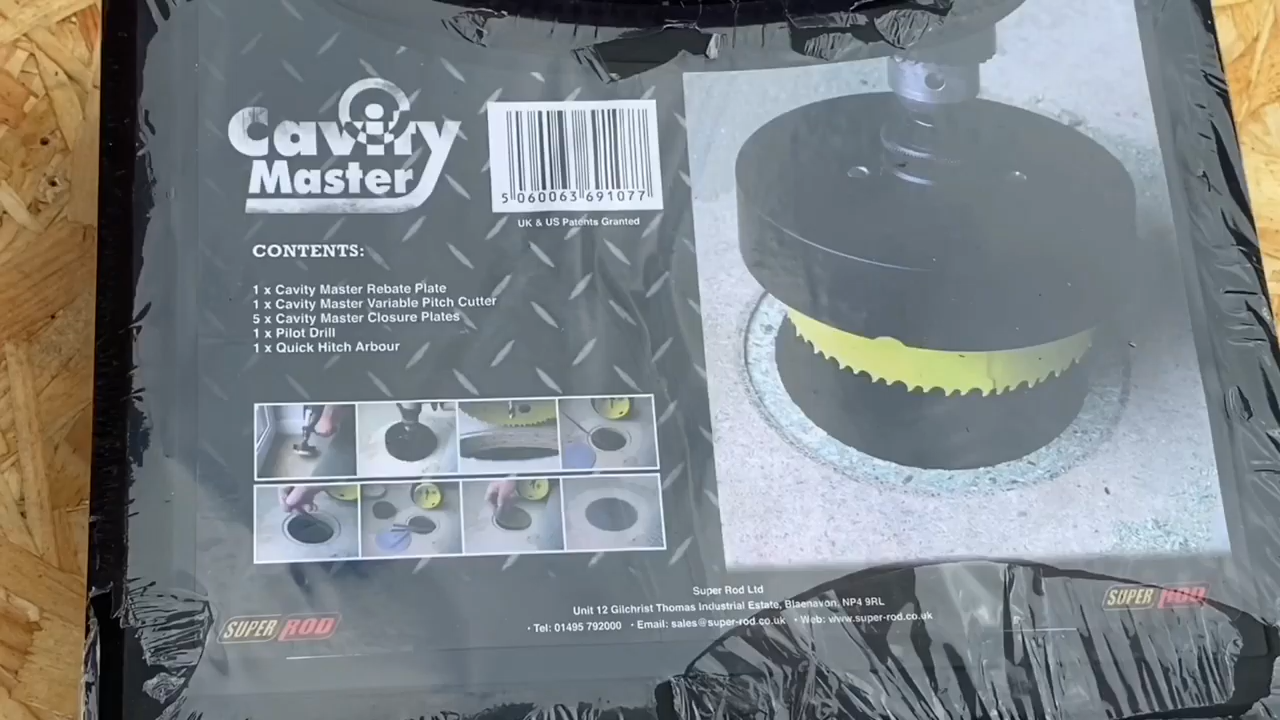 Cavity
Master
5 060063 691077
UK & US Patents Granted
CONTENTS:
1 x Cavity Master Rebate Plate
1 x Cavity Master Variable Pitch Cutter
5 x Cavity Master Closure Plates
1 x Pilot Drill
1 x Quick Hitch Arbour
Super Rod Ltd
Unit 12 Gilchrist Thomas Industrial Estate, Blaenavon, NP4 9RL
• Tel: 01495 792000 • Email: sales@super-rod.co.uk • Web: www.super-rod.co.uk
SUPER ROD
SUPER ROD